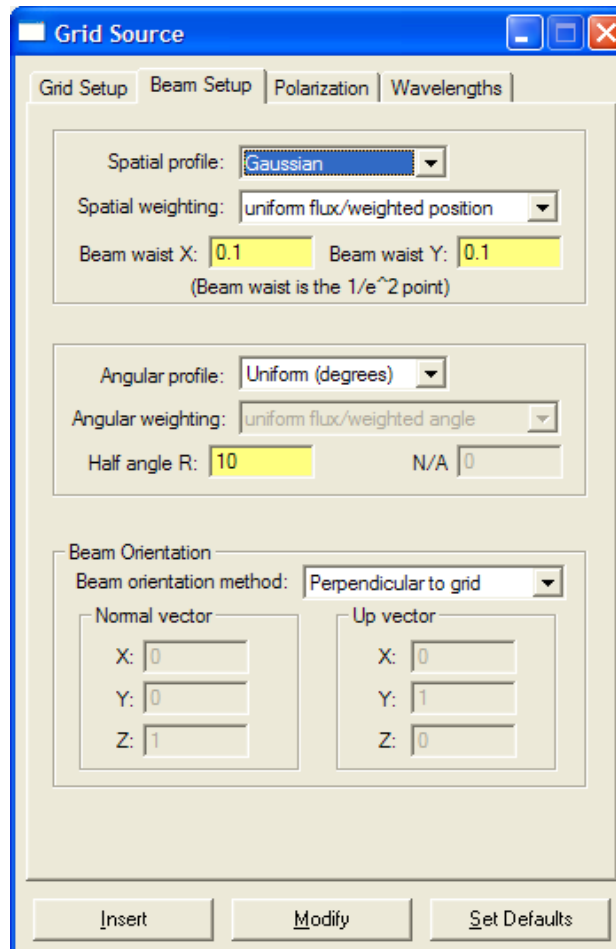 Grid Source
Grid Setup Beam Setup Polarization Wavelengths
Spatial profile: Gaussian
Spatial weighting: uniform flux/weighted position
Beam waist X: 0.1 Beam waist Y: 0.1
(Beam waist is the 1/e^2 point)
Angular profile: Uniform (degrees)
Angular weighting: uniform flux/weighted angle
Half angle R: 10 N/A 0
Beam Orientation
Beam orientation method: Perpendicular to grid
Normal vector Up vector
X: 0 X: 0
Y: 0 Y: 1
Z: 1 Z: 0
Insert Modify Set Defaults